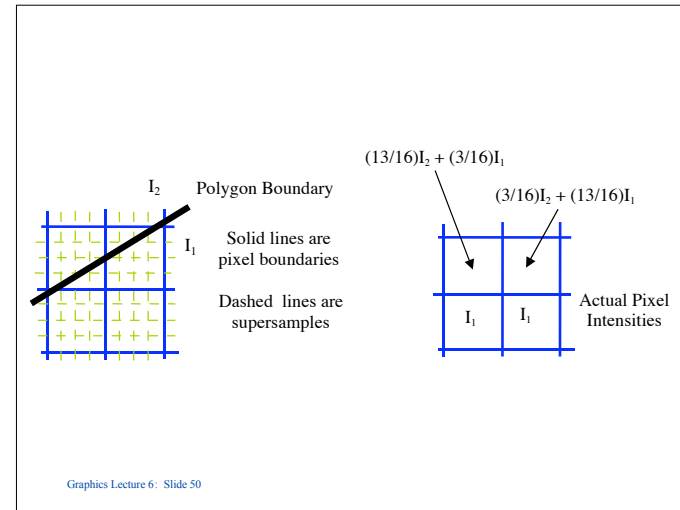 (13/16)I2 + (3/16)I1
(3/16)I2 + (13/16)I1
I2
Polygon Boundary
I1
Solid lines are
pixel boundaries
Dashed lines are
supersamples
I1
I1
Actual Pixel
Intensities
Graphics Lecture 6: Slide 50